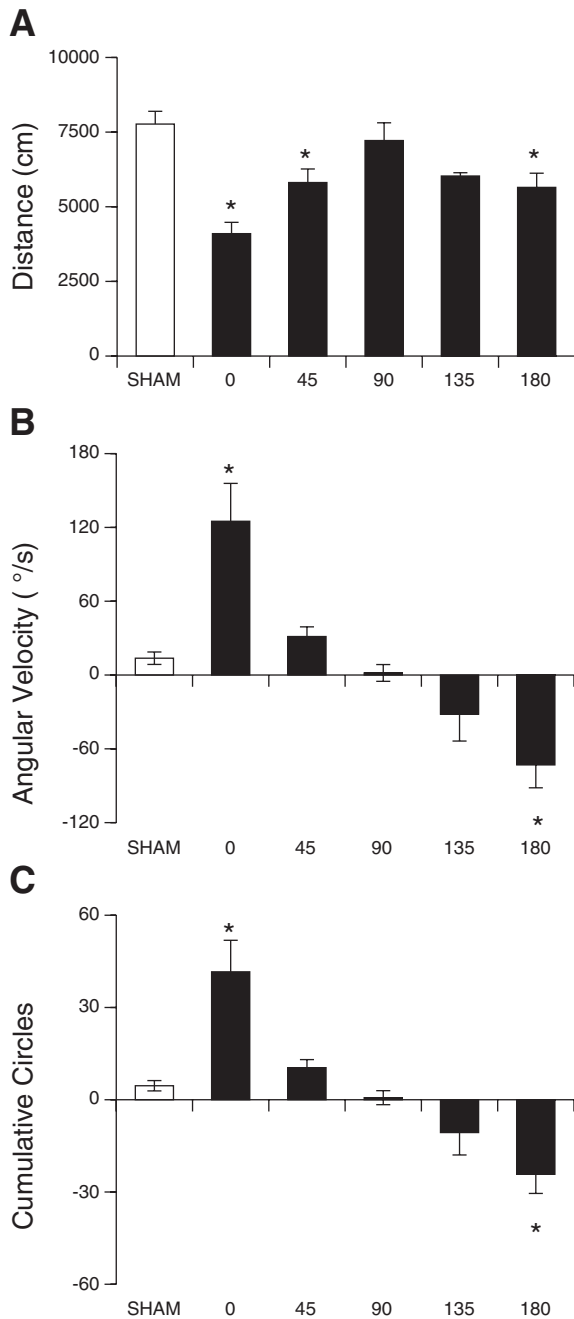 A
10000
7500
5000
2500
0
Distance (cm)
* * *
SHAM 0 45 90 135 180
B
180
120
60
0
-60
-120
Angular Velocity ( °/s)
*
*
SHAM 0 45 90 135 180
C
60
30
0
-30
-60
Cumulative Circles
*
*
SHAM 0 45 90 135 180